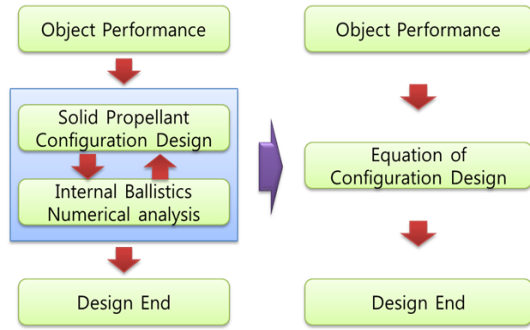 Object Performance
Solid Propellant
Configuration Design
Internal Ballistics
Numerical analysis
Design End
Object Performance
Equation of
Configuration Design
Design End